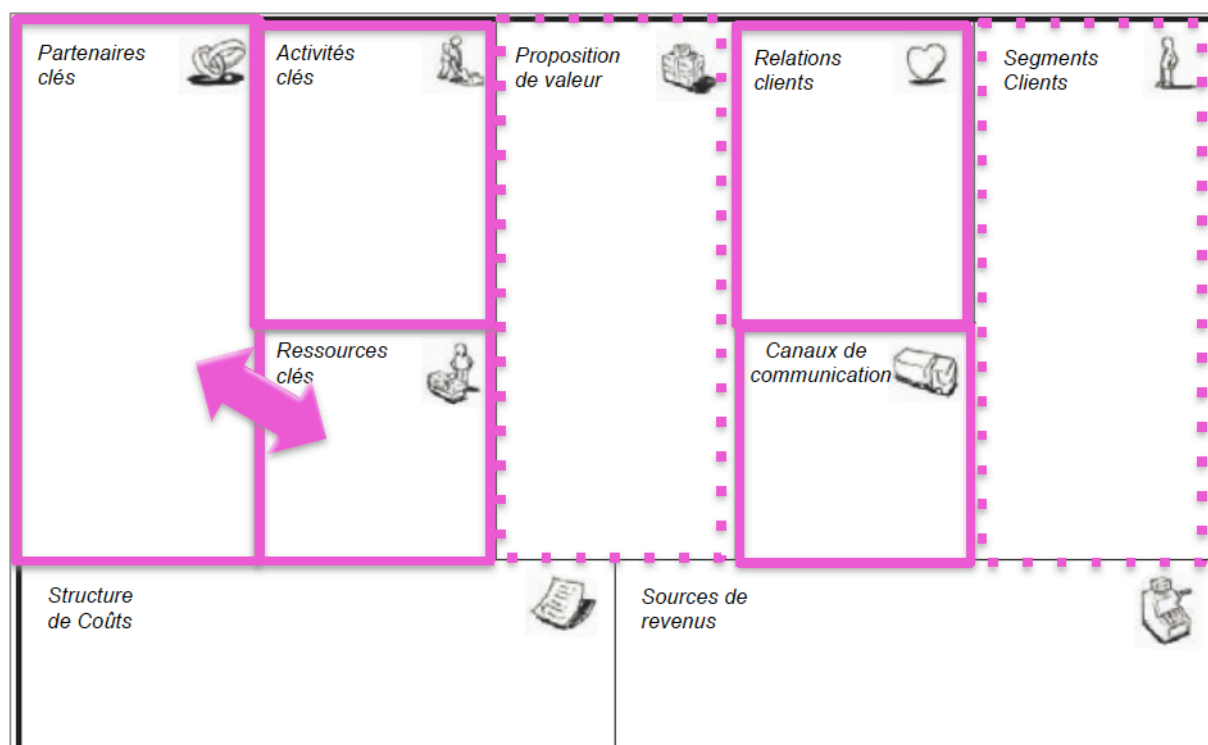 Partenaires
clés
Activités
clés
Proposition
de valeur
Relations
clients
Segments
Clients
Ressources
clés
Canaux de
communication
Structure
de Coûts
Sources de
revenus